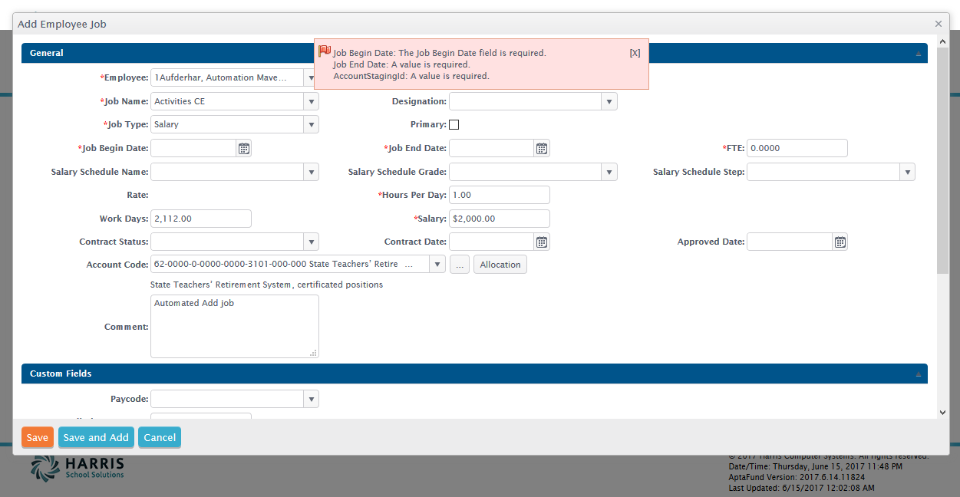 Add Employee Job
General
Job Begin Date: The Job Begin Date field is required.
Job End Date: A value is required.
AccountStagingId: A value is required.
[X]
*Employee: 1Aufderhar, Automation Mave...
*Job Name: Activities CE Designation:
*Job Type: Salary Primary:
*Job Begin Date: *Job End Date: *FTE: 0.0000
Salary Schedule Name: Salary Schedule Grade: Salary Schedule Step:
Rate: *Hours Per Day: 1.00
Work Days: 2,112.00 *Salary: $2,000.00
Contract Status: Contract Date: Approved Date:
Account Code: 62-0000-0-0000-0000-3101-000-000 State Teachers' Retire ... ... Allocation
State Teachers' Retirement System, certificated positions
Comment: Automated Add job
Custom Fields
Paycode:
Save Save and Add Cancel
HARRIS
School Solutions
© 2017 Harris Computer Systems. All rights reserved.
Date/Time: Thursday, June 15, 2017 11:48 PM
AptaFund Version: 2017.6.14.11824
Last Updated: 6/15/2017 12:02:08 AM